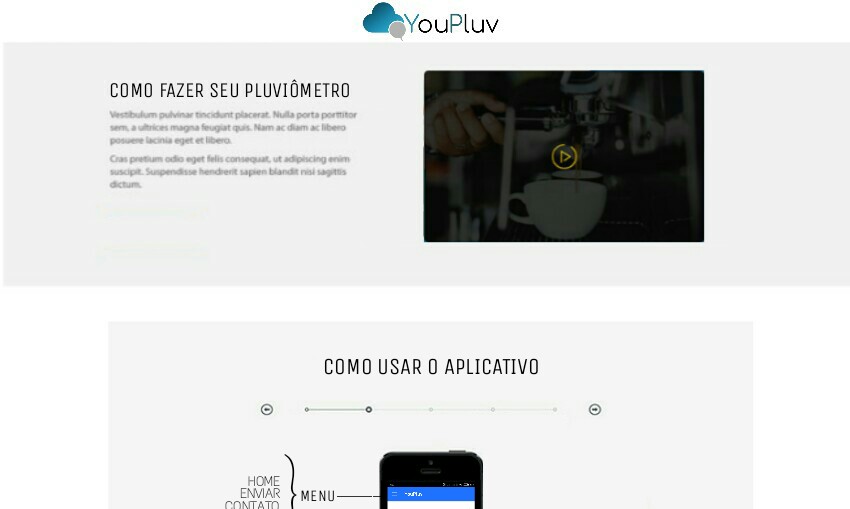 YouPluv
COMO FAZER SEU PLUVIÔMETRO
Vestibulum pulvinar tincidunt placerat. Nulla porta porttitor
sem, a ultrices magna feugiat quis. Nam ac diam ac libero
posuere lacinia eget et libero.
Cras pretium odio eget felis consequat, ut adipiscing enim
suscipit. Suspendisse hendrerit sapien blandit nisi sagittis
dictum.
COMO USAR O APLICATIVO
HOME
ENVIAR
CONTATO
MENU
YouPluv